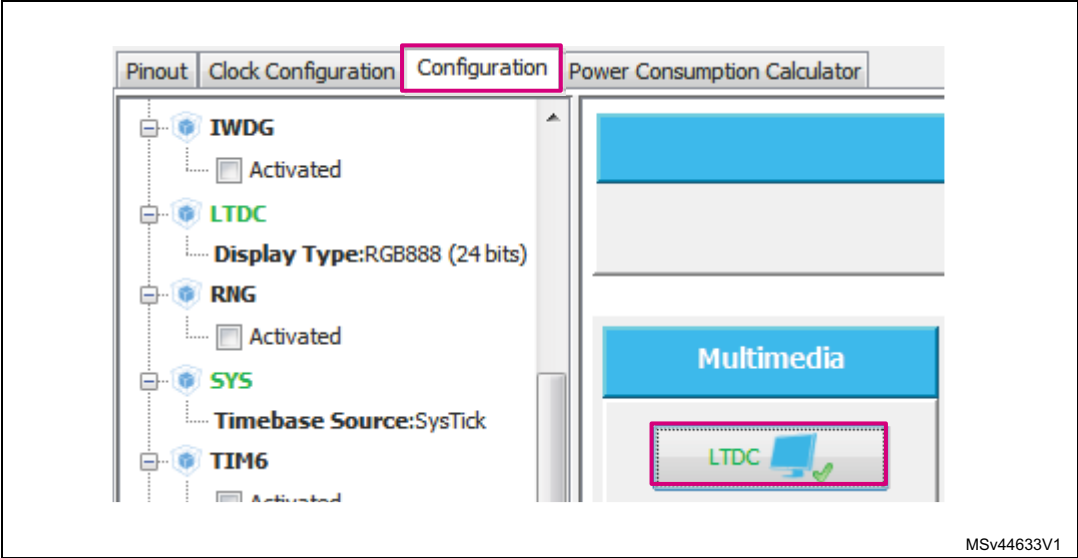 Pinout Clock Configuration Configuration Power Consumption Calculator
IWDG
Activated
LTDC
Display Type:RGB888 (24 bits)
RNG
Activated
SYS
Timebase Source:SysTick
TIM6
Activated
Multimedia
LTDC
MSv44633V1